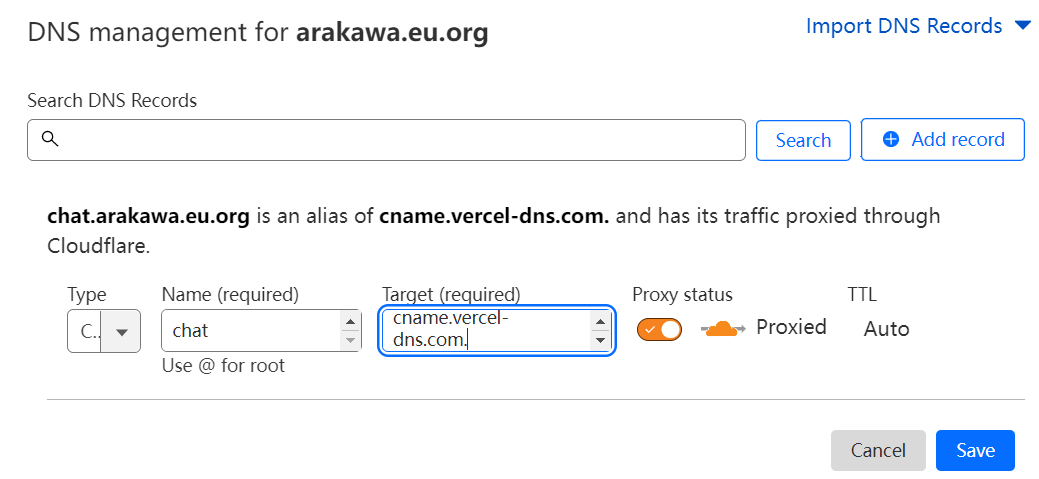 DNS management for arakawa.eu.org
Import DNS Records
Search DNS Records
Search
Add record
chat.arakawa.eu.org is an alias of cname.vercel-dns.com. and has its traffic proxied through
Cloudflare.
Type
Name (required)
Target (required)
Proxy status
TTL
C..
chat
cname.vercel-
dns.com.
Proxied
Auto
Use @ for root
Cancel
Save